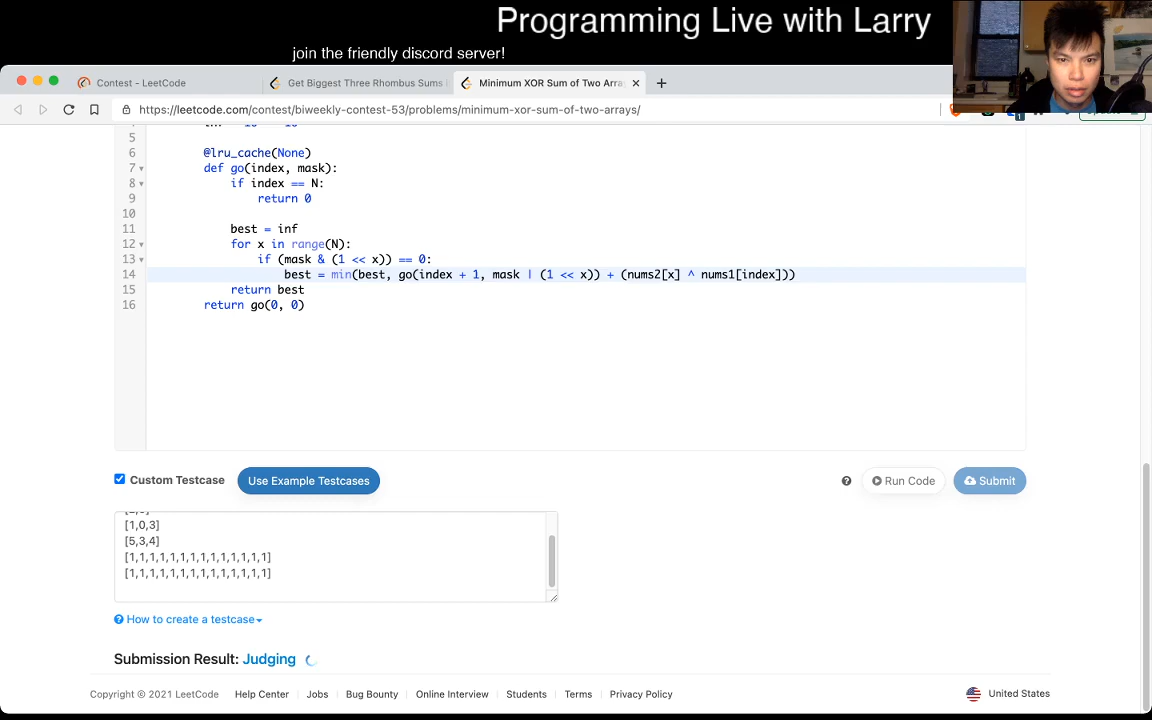 Programming Live with Larry
join the friendly discord server!
Contest - LeetCode
Get Biggest Three Rhombus Sums
Minimum XOR Sum of Two Arra
https://leetcode.com/contest/biweekly-contest-53/problems/minimum-xor-sum-of-two-arrays/
5
6 @lru_cache(None)
7 def go(index, mask):
8 if index == N:
9 return 0
10
11 best = inf
12 for x in range(N):
13 if (mask & (1 << x)) == 0:
14 best = min(best, go(index + 1, mask | (1 << x)) + (nums2[x] ^ nums1[index]))
15 return best
16 return go(0, 0)
Custom Testcase
Use Example Testcases
Run Code
Submit
[1,0,3]
[5,3,4]
[1,1,1,1,1,1,1,1,1,1,1,1,1,1]
[1,1,1,1,1,1,1,1,1,1,1,1,1,1]
How to create a testcase
Submission Result: Judging
Copyright © 2021 LeetCode
Help Center
Jobs
Bug Bounty
Online Interview
Students
Terms
Privacy Policy
United States